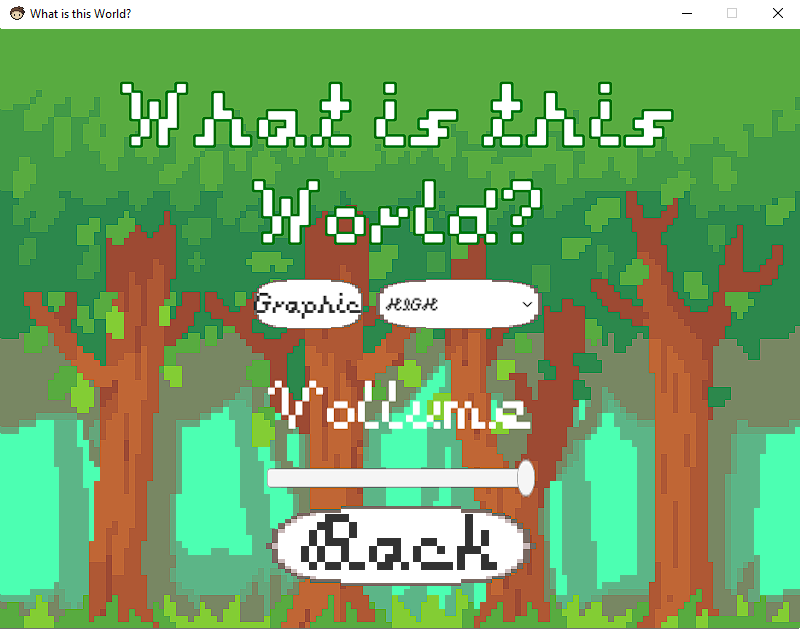 What is this World?
What is this
World?
Graphic
HIGH
Vollume
Back